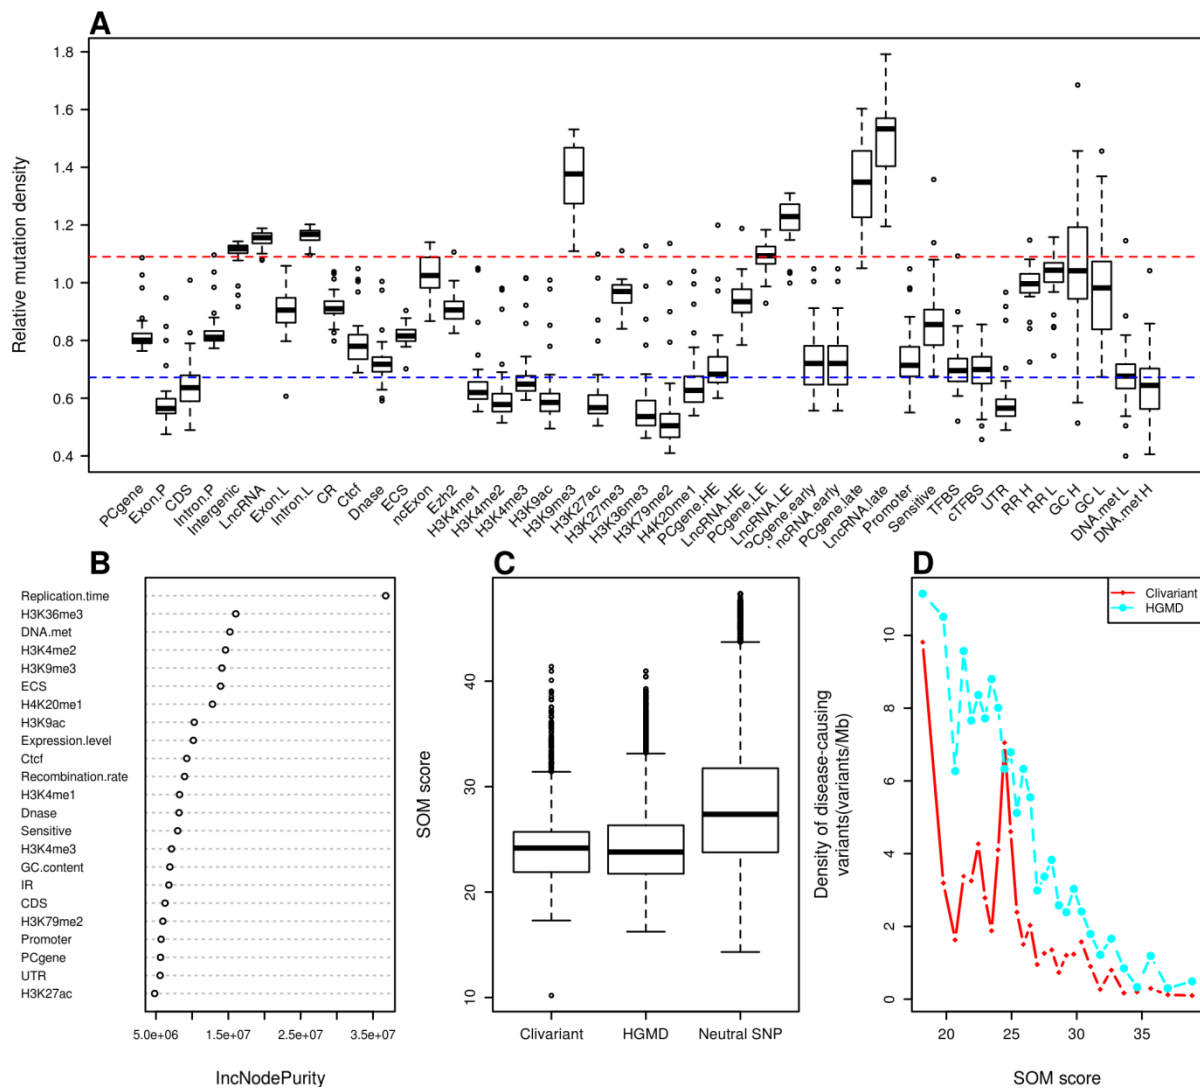 A
Relative mutation density
1.8
1.6
1.4
1.2
1.0
0.8
0.6
0.4
PCgene
Exon.P
CDS
Intron.P
Intergenic
LncRNA
Exon.L
Intron.L
CR
Ctcf
Dnase
ECS
ncExon
Ezh2
H3K4me1
H3K4me2
H3K4me3
H3K9ac
H3K9me3
H3K27ac
H3K27me3
H3K36me3
H3K79me2
H4K20me1
PCgene.HE
LncRNA.HE
PCgene.LE
LncRNA.LE
PCgene.early
LncRNA.early
PCgene.late
LncRNA.late
Promoter
Sensitive
TFBS
cTFBS
UTR
RR H
RR L
GC H
GC L
DNA.met L
DNA.met H
B
Replication.time
H3K36me3
DNA.met
H3K4me2
H3K9me3
ECS
H4K20me1
H3K9ac
Expression.level
Ctcf
Recombination.rate
H3K4me1
Dnase
Sensitive
H3K4me3
GC.content
IR
CDS
H3K79me2
Promoter
PCgene
UTR
H3K27ac
5.0e+06
1.5e+07
2.5e+07
3.5e+07
IncNodePurity
C
SOM score
40
30
20
10
Clivariant
HGMD
Neutral SNP
D
Density of disease-causing
variants(variants/Mb)
10
8
6
4
2
0
Clivariant
HGMD
20
25
30
35
SOM score